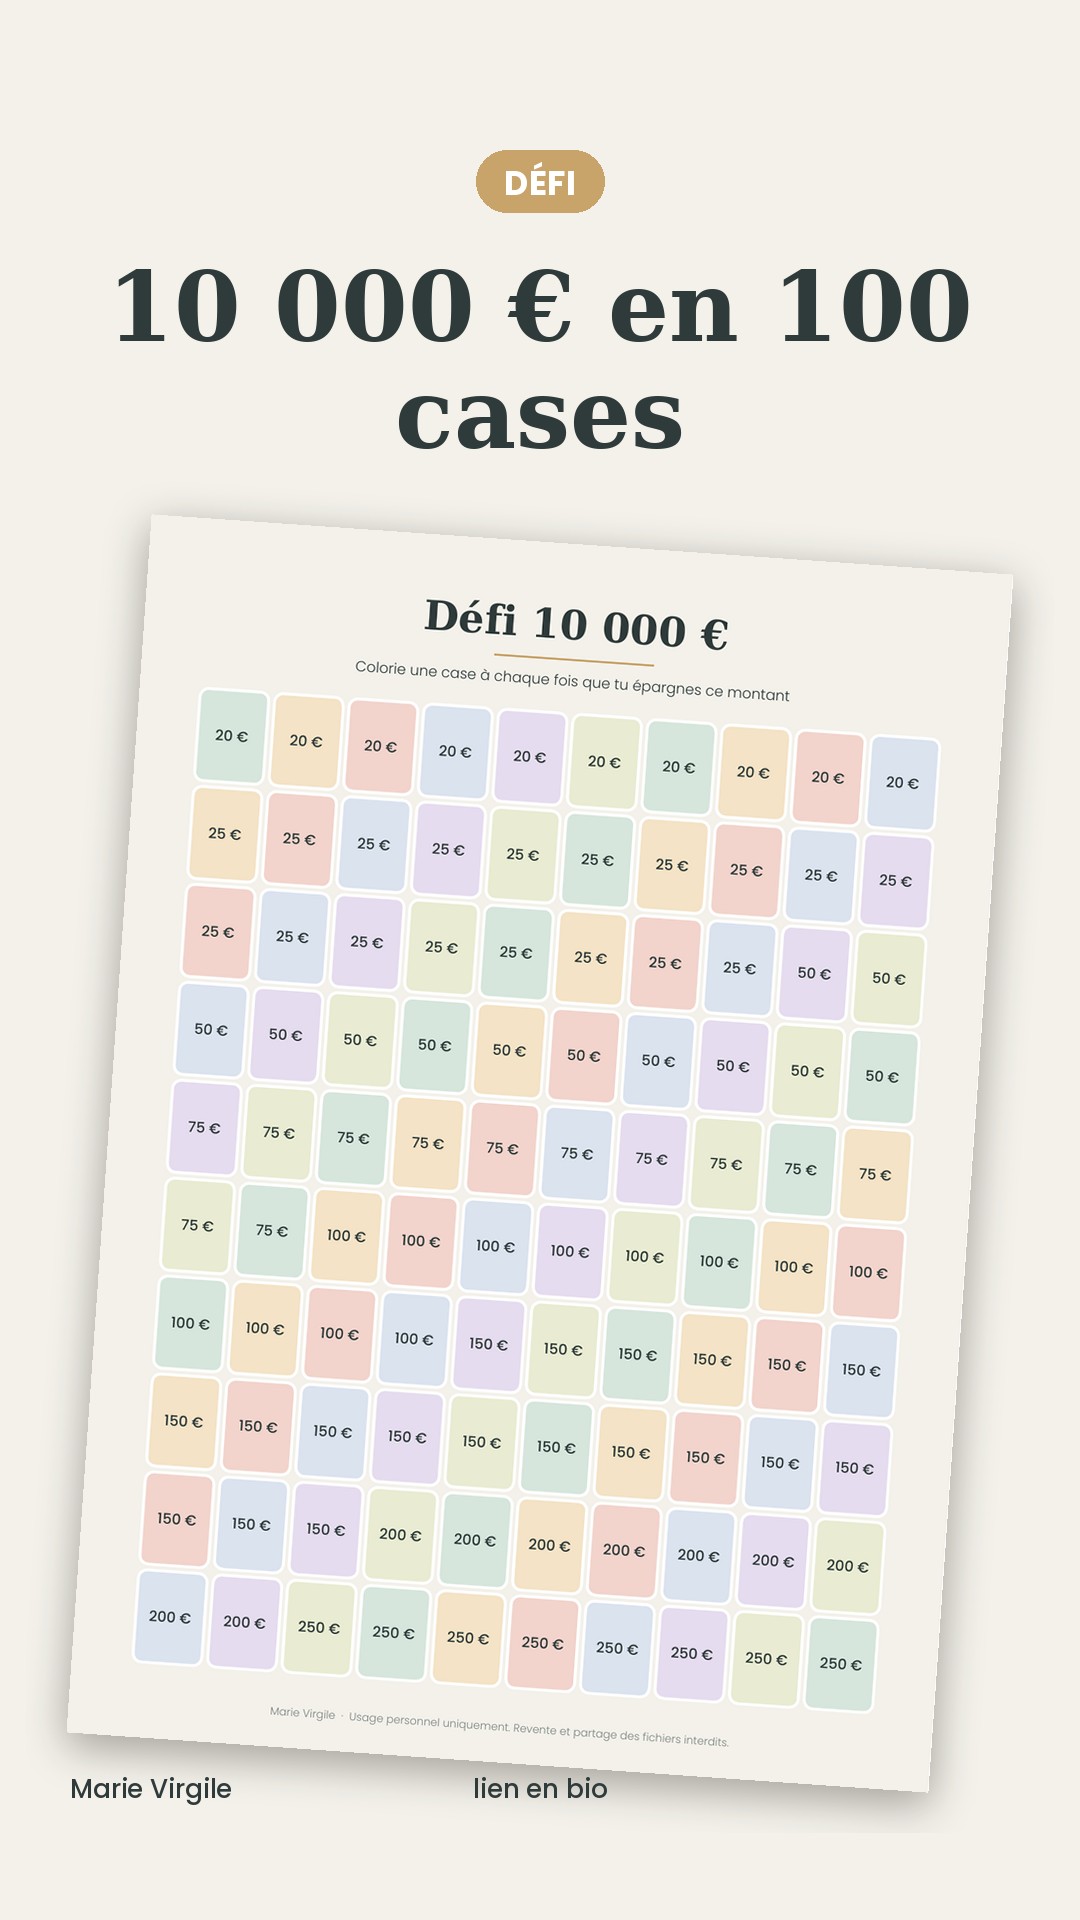 DÉFI
10 000 € en 100
cases
Défi 10 000 €
Colorie une case à chaque fois que tu épargnes ce montant
20 € 20 € 20 € 20 € 20 € 20 € 20 € 20 € 20 € 20 €
25 € 25 € 25 € 25 € 25 € 25 € 25 € 25 € 25 € 25 €
25 € 25 € 25 € 25 € 25 € 25 € 25 € 25 € 50 € 50 €
50 € 50 € 50 € 50 € 50 € 50 € 50 € 50 € 50 € 50 €
75 € 75 € 75 € 75 € 75 € 75 € 75 € 75 € 75 € 75 €
75 € 75 € 100 € 100 € 100 € 100 € 100 € 100 € 100 € 100 €
100 € 100 € 100 € 100 € 150 € 150 € 150 € 150 € 150 € 150 €
150 € 150 € 150 € 150 € 150 € 150 € 150 € 150 € 150 € 150 €
150 € 150 € 150 € 200 € 200 € 200 € 200 € 200 € 200 € 200 €
200 € 200 € 250 € 250 € 250 € 250 € 250 € 250 € 250 € 250 €
Marie Virgile · Usage personnel uniquement. Revente et partage des fichiers interdits.
Marie Virgile
lien en bio